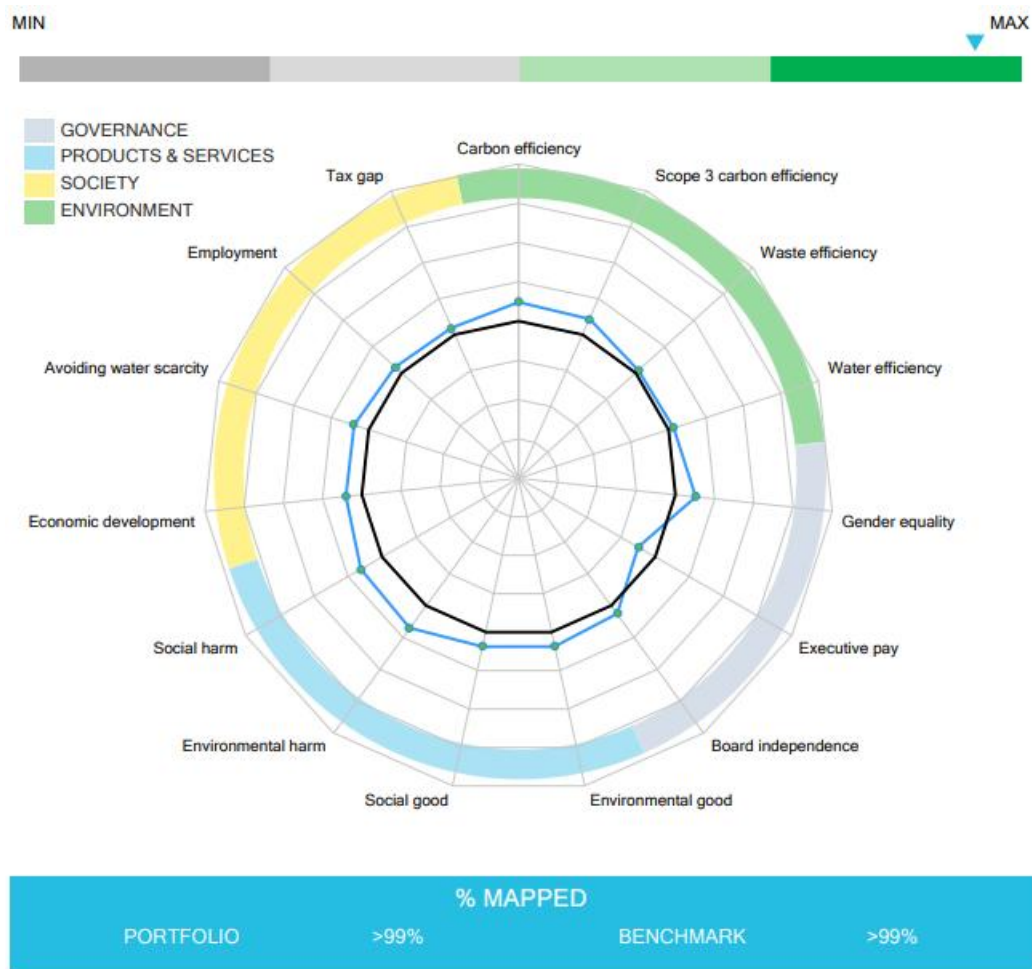 MIN
MAX
GOVERNANCE
PRODUCTS & SERVICES
SOCIETY
ENVIRONMENT
Carbon efficiency
Tax gap
Scope 3 carbon efficiency
Employment
Waste efficiency
Avoiding water scarcity
Water efficiency
Economic development
Gender equality
Social harm
Executive pay
Environmental harm
Board independence
Social good
Environmental good
% MAPPED
PORTFOLIO >99% BENCHMARK >99%